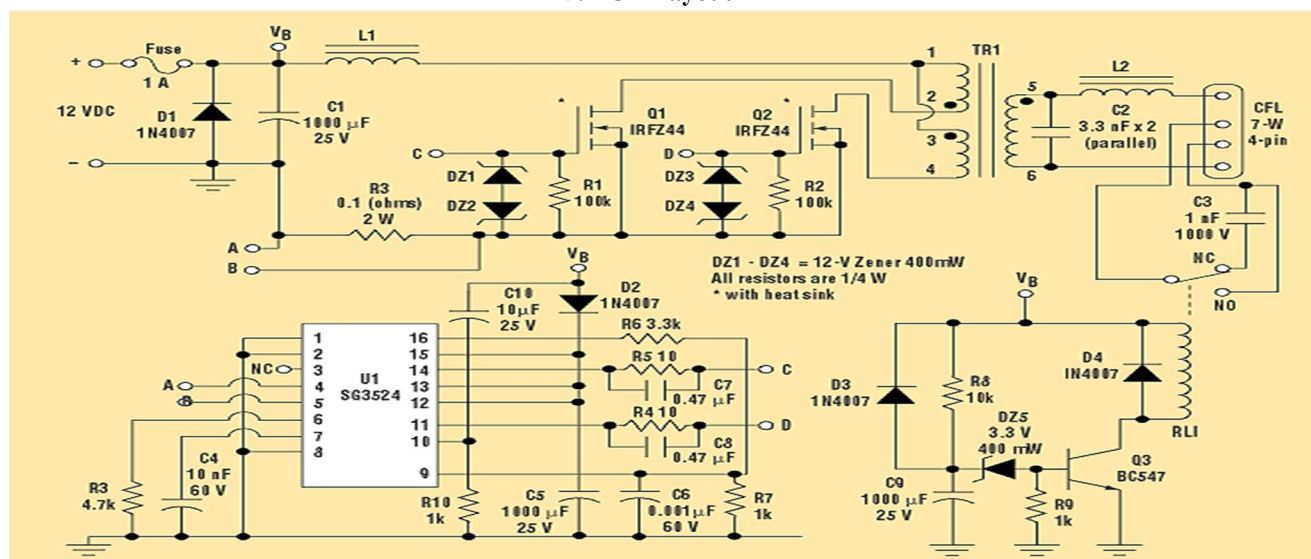 Fuse
1 A
+
12 VDC
−
D1
1N4007
VB
C1
1000 µF
25 V
L1
*
Q1
IRFZ44
*
Q2
IRFZ44
1
2
3
4
TR1
5
6
L2
C2
3.3 nF x 2
(parallel)
CFL
7-W
4-pin
C
DZ1
DZ2
R1
100k
D
DZ3
DZ4
R2
100k
R3
0.1 (ohms)
2 W
A
B
C3
1 nF
1000 V
NC
NO
DZ1 - DZ4 = 12-V Zener 400mW
All resistors are 1/4 W
* with heat sink
VB
C10
10µF
25 V
D2
1N4007
R6 3.3k
1
2
NC
3
A
4
B
5
6
7
8
U1
SG3524
16
15
14
13
12
11
10
9
R5 10
C
C7
0.47 µF
R4 10
D
C8
0.47 µF
R3
4.7k
C4
10 nF
60 V
R10
1k
C5
1000 µF
25 V
C6
0.001µF
60 V
R7
1k
VB
D3
1N4007
R8
10k
D4
IN4007
RLI
DZ5
3.3 V
400 mW
Q3
BC547
C9
1000 µF
25 V
R9
1k